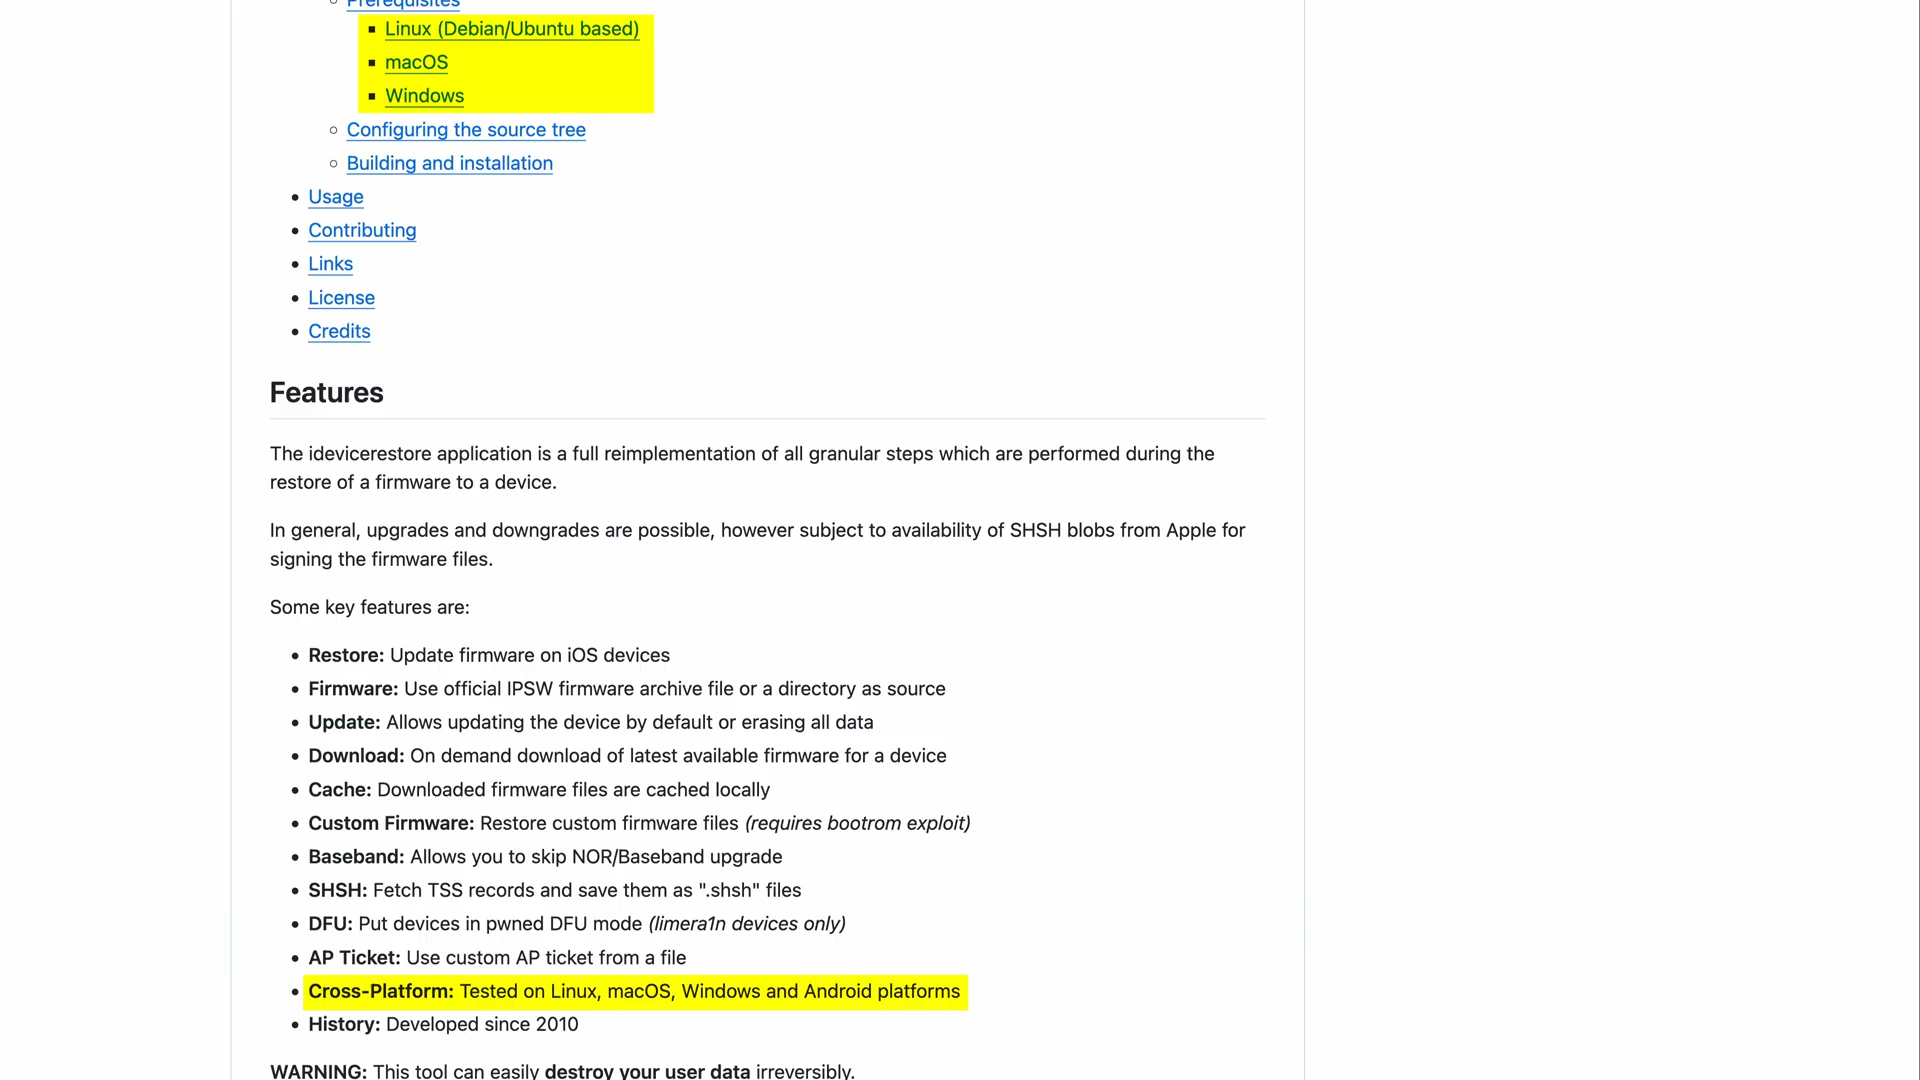 Prerequisites
Linux (Debian/Ubuntu based)
macOS
Windows
Configuring the source tree
Building and installation
Usage
Contributing
Links
License
Credits
Features
The idevicerestore application is a full reimplementation of all granular steps which are performed during the
restore of a firmware to a device.
In general, upgrades and downgrades are possible, however subject to availability of SHSH blobs from Apple for
signing the firmware files.
Some key features are:
Restore: Update firmware on iOS devices
Firmware: Use official IPSW firmware archive file or a directory as source
Update: Allows updating the device by default or erasing all data
Download: On demand download of latest available firmware for a device
Cache: Downloaded firmware files are cached locally
Custom Firmware: Restore custom firmware files (requires bootrom exploit)
Baseband: Allows you to skip NOR/Baseband upgrade
SHSH: Fetch TSS records and save them as ".shsh" files
DFU: Put devices in pwned DFU mode (limera1n devices only)
AP Ticket: Use custom AP ticket from a file
Cross-Platform: Tested on Linux, macOS, Windows and Android platforms
History: Developed since 2010
WARNING: This tool can easily destroy your user data irreversibly.